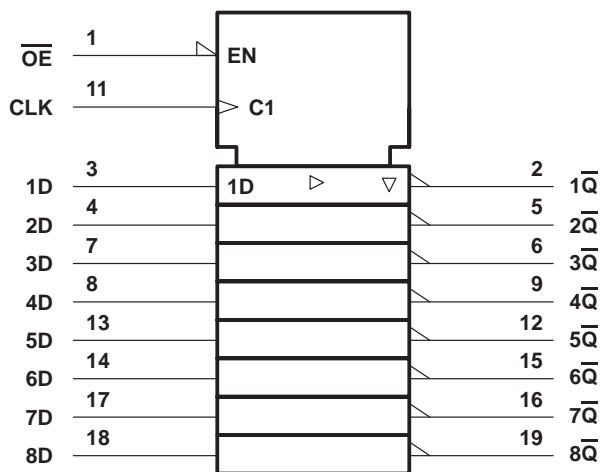 1
O̅E̅ EN
11
CLK C1
3 2
1D 1D 1Q̅
4 5
2D 2Q̅
7 6
3D 3Q̅
8 9
4D 4Q̅
13 12
5D 5Q̅
14 15
6D 6Q̅
17 16
7D 7Q̅
18 19
8D 8Q̅